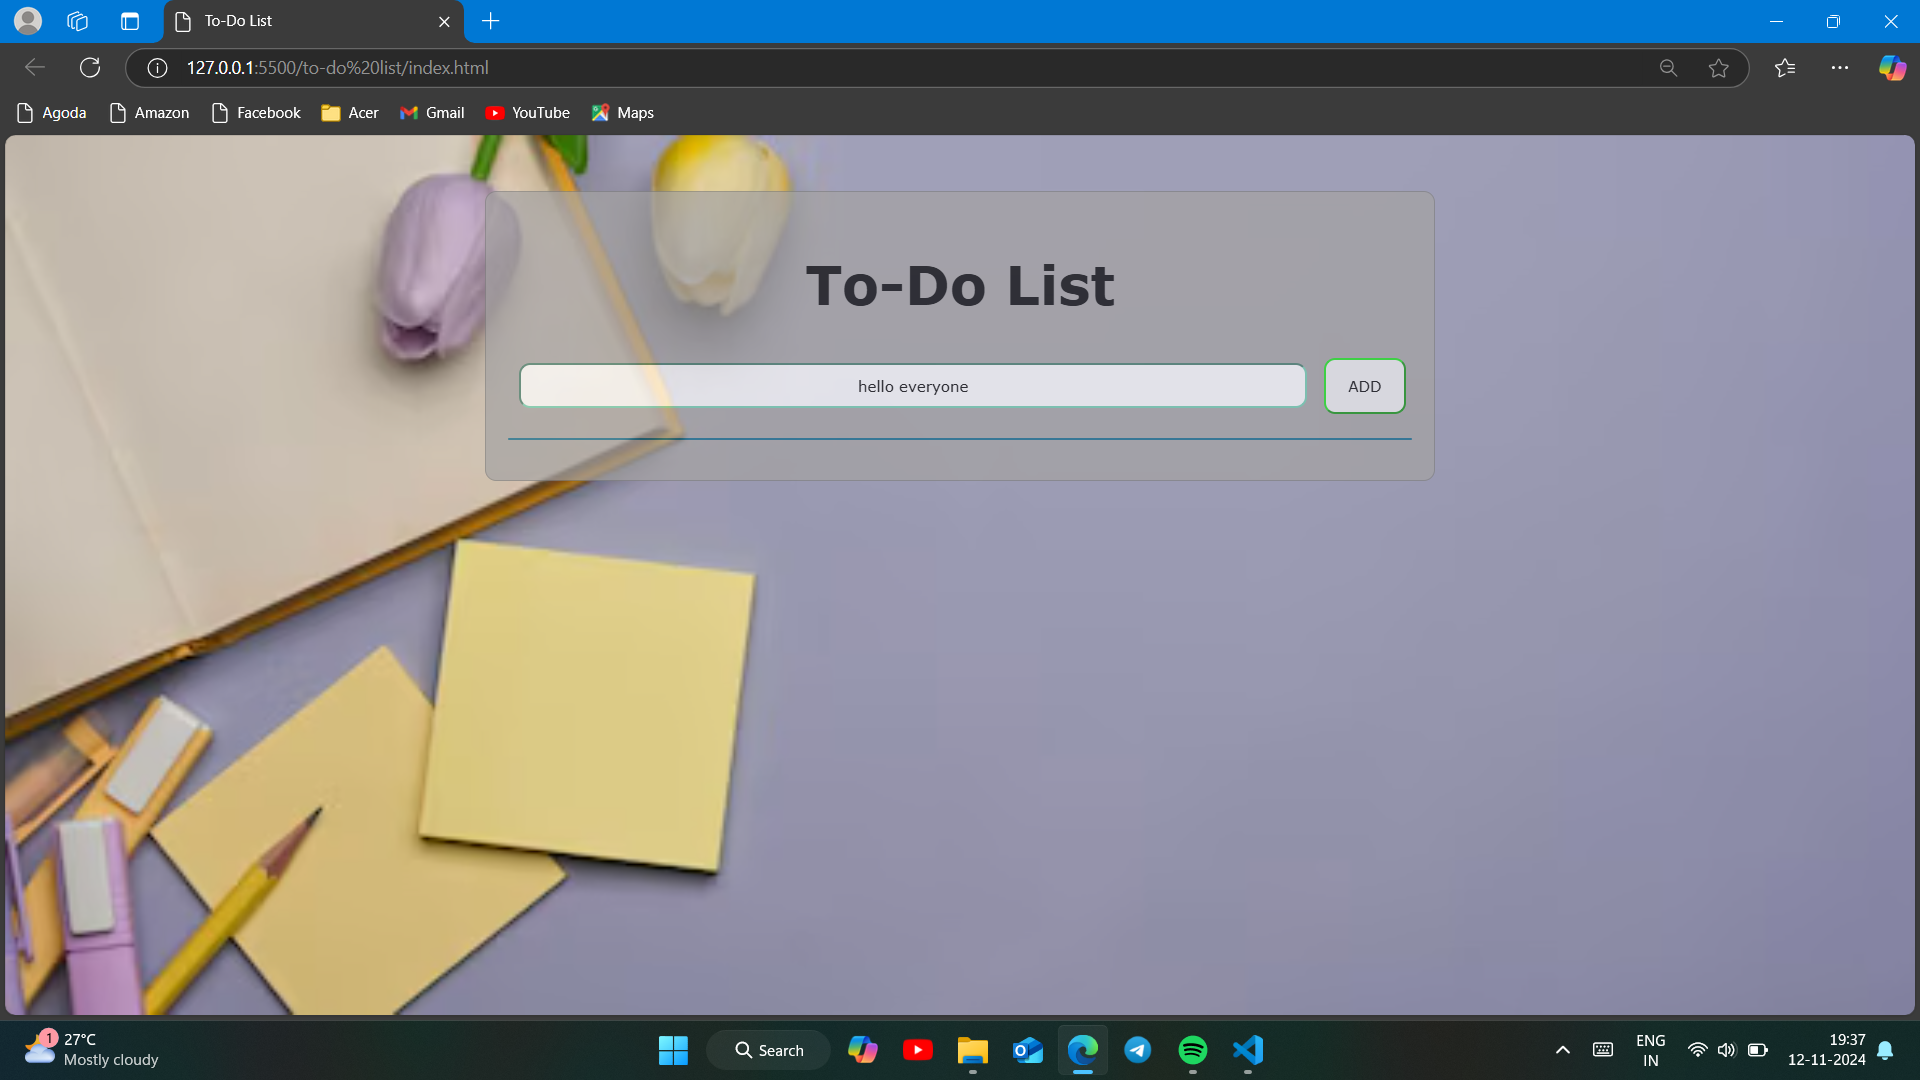 To-Do List
127.0.0.1:5500/to-do%20list/index.html
Agoda Amazon Facebook Acer Gmail YouTube Maps
To-Do List
hello everyone ADD
1 27°C
Mostly cloudy
Search
ENG
IN
19:37
12-11-2024